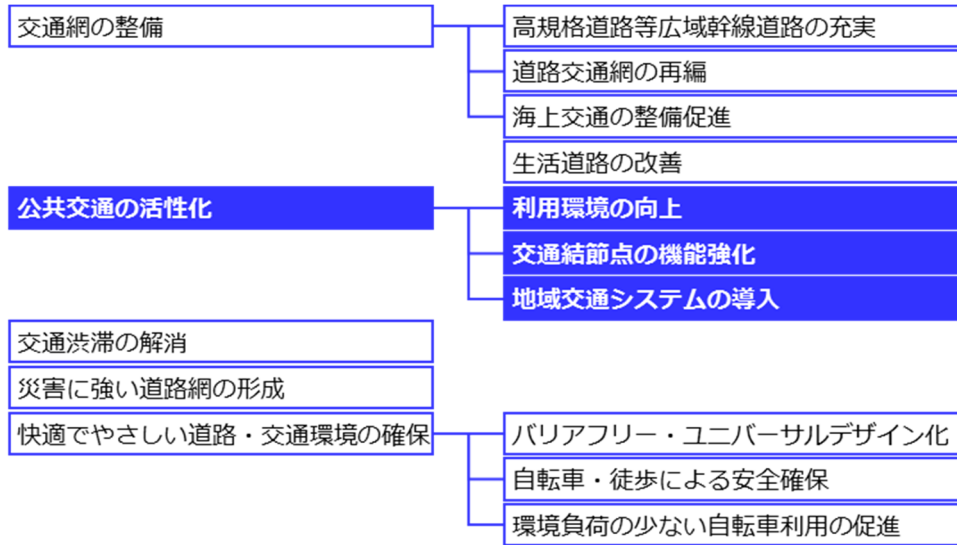 交通網の整備
高規格道路等広域幹線道路の充実
道路交通網の再編
海上交通の整備促進
生活道路の改善
公共交通の活性化
利用環境の向上
交通結節点の機能強化
地域交通システムの導入
交通渋滞の解消
災害に強い道路網の形成
快適でやさしい道路・交通環境の確保
バリアフリー・ユニバーサルデザイン化
自転車・徒歩による安全確保
環境負荷の少ない自転車利用の促進